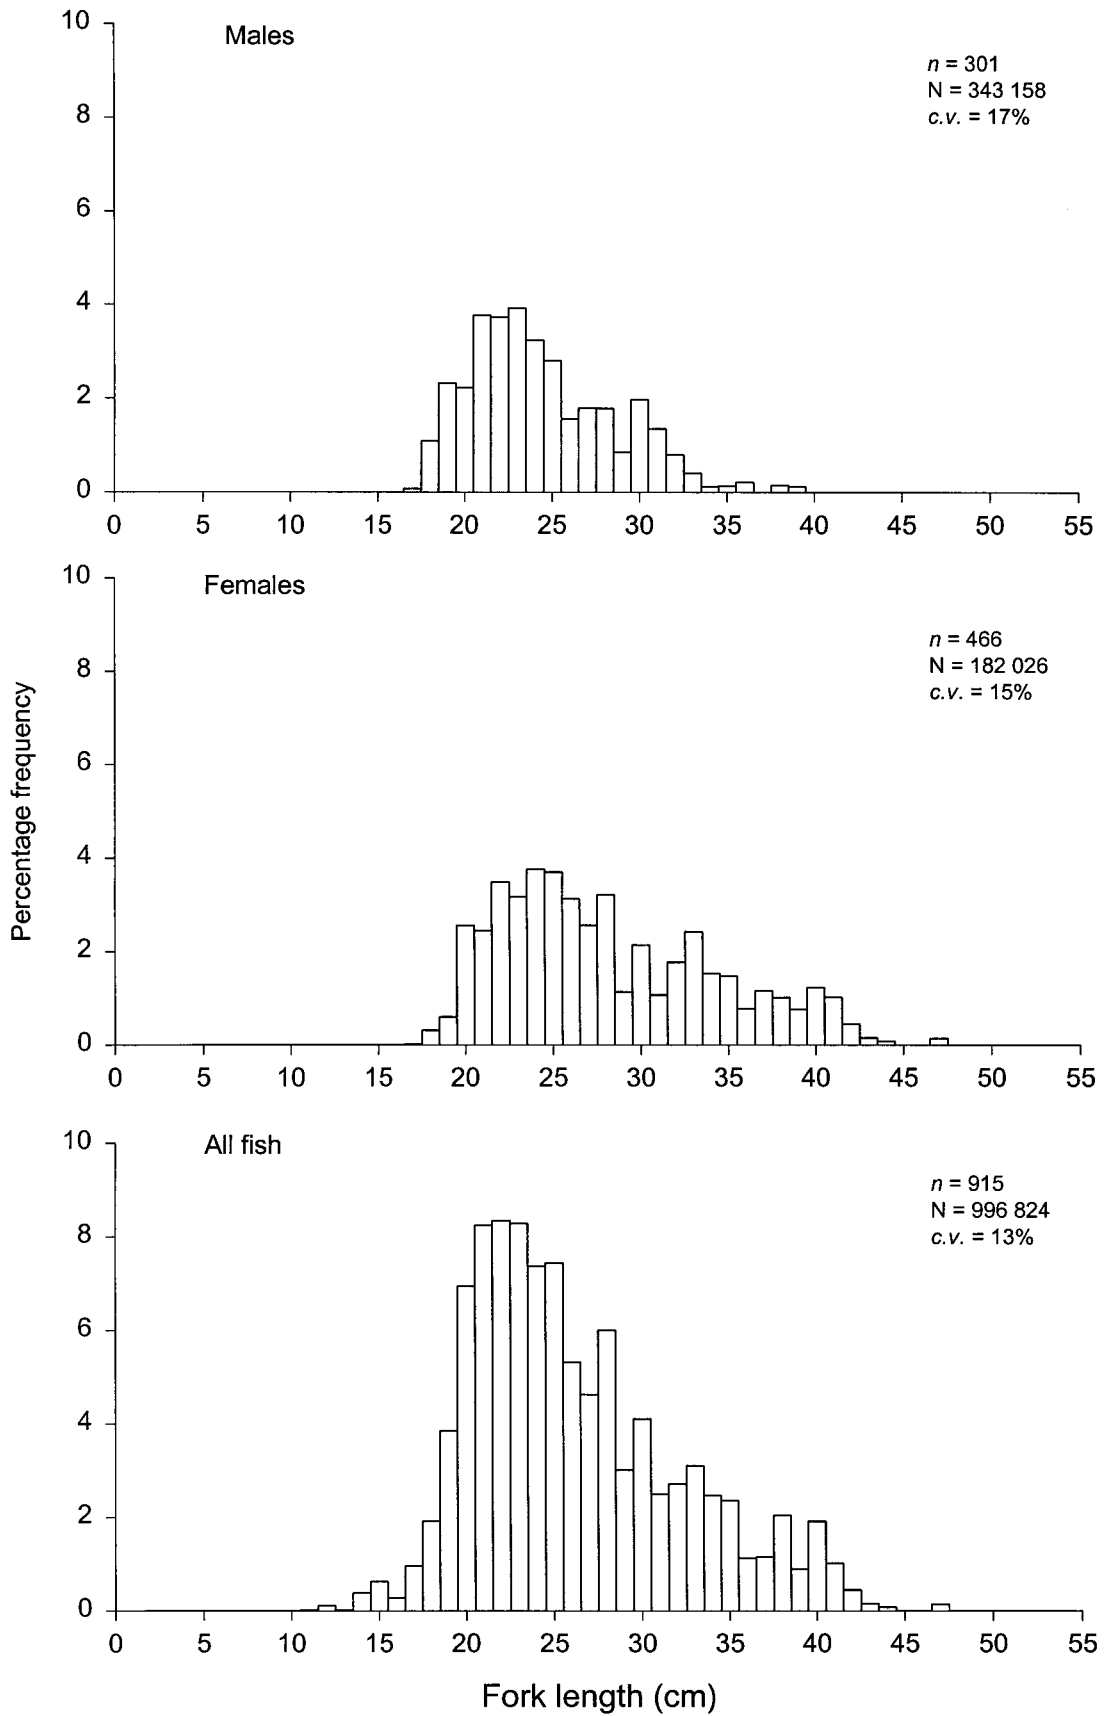 Males
n = 301
N = 343 158
c.v. = 17%
10
8
6
4
2
0
0 5 10 15 20 25 30 35 40 45 50 55
Females
n = 466
N = 182 026
c.v. = 15%
10
8
6
4
2
0
0 5 10 15 20 25 30 35 40 45 50 55
Percentage frequency
All fish
n = 915
N = 996 824
c.v. = 13%
10
8
6
4
2
0
0 5 10 15 20 25 30 35 40 45 50 55
Fork length (cm)